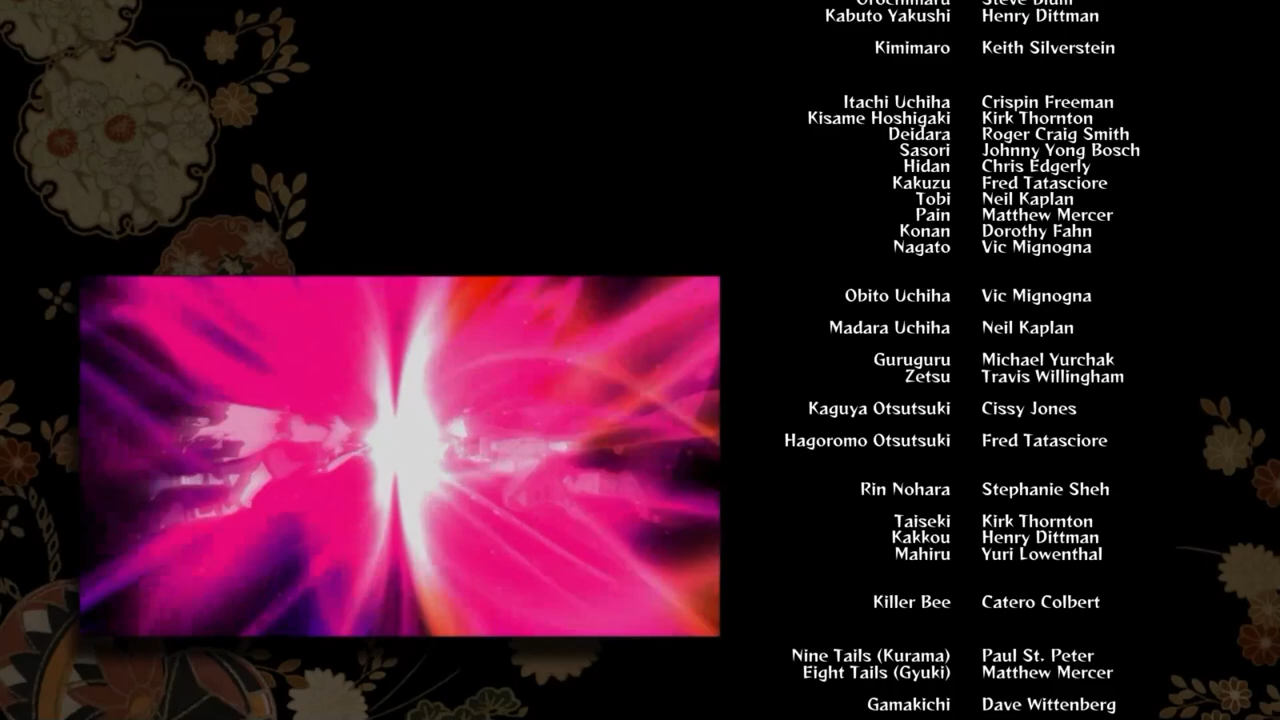 Orochimaru Steve Blum
Kabuto Yakushi Henry Dittman
Kimimaro Keith Silverstein
Itachi Uchiha Crispin Freeman
Kisame Hoshigaki Kirk Thornton
Deidara Roger Craig Smith
Sasori Johnny Yong Bosch
Hidan Chris Edgerly
Kakuzu Fred Tatasciore
Tobi Neil Kaplan
Pain Matthew Mercer
Konan Dorothy Fahn
Nagato Vic Mignogna
Obito Uchiha Vic Mignogna
Madara Uchiha Neil Kaplan
Guruguru Michael Yurchak
Zetsu Travis Willingham
Kaguya Otsutsuki Cissy Jones
Hagoromo Otsutsuki Fred Tatasciore
Rin Nohara Stephanie Sheh
Taiseki Kirk Thornton
Kakkou Henry Dittman
Mahiru Yuri Lowenthal
Killer Bee Catero Colbert
Nine Tails (Kurama) Paul St. Peter
Eight Tails (Gyuki) Matthew Mercer
Gamakichi Dave Wittenberg